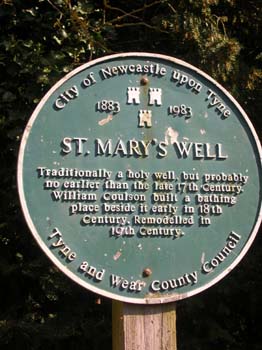 City of Newcastle upon Tyne
1883 1983
ST. MARY'S WELL
Traditionally a holy well, but probably
no earlier than the late 17th Century.
William Coulson built a bathing
place beside it early in 18th
Century. Remodelled in
19th Century.
Tyne and Wear County Council